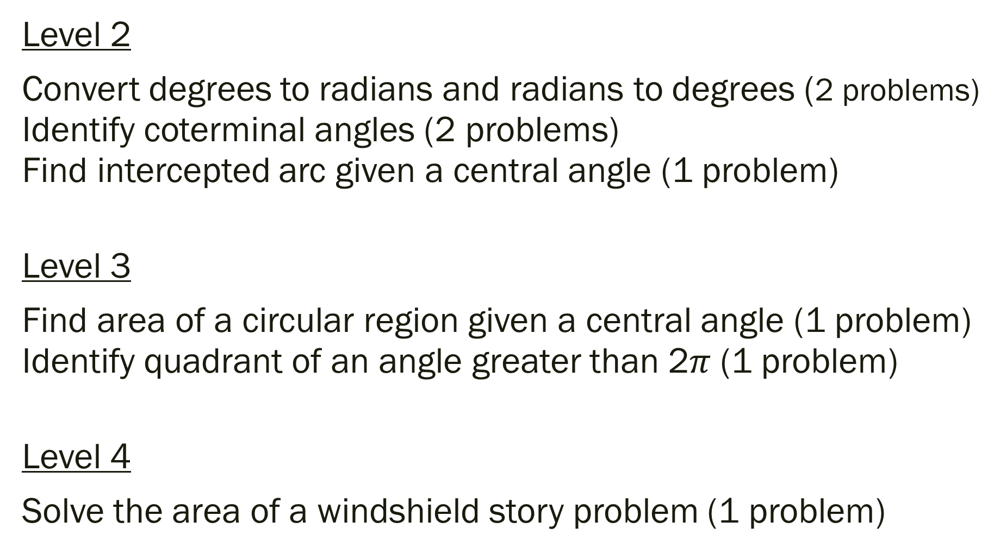 Level 2
Convert degrees to radians and radians to degrees (2 problems)
Identify coterminal angles (2 problems)
Find intercepted arc given a central angle (1 problem)
Level 3
Find area of a circular region given a central angle (1 problem)
Identify quadrant of an angle greater than 2π (1 problem)
Level 4
Solve the area of a windshield story problem (1 problem)